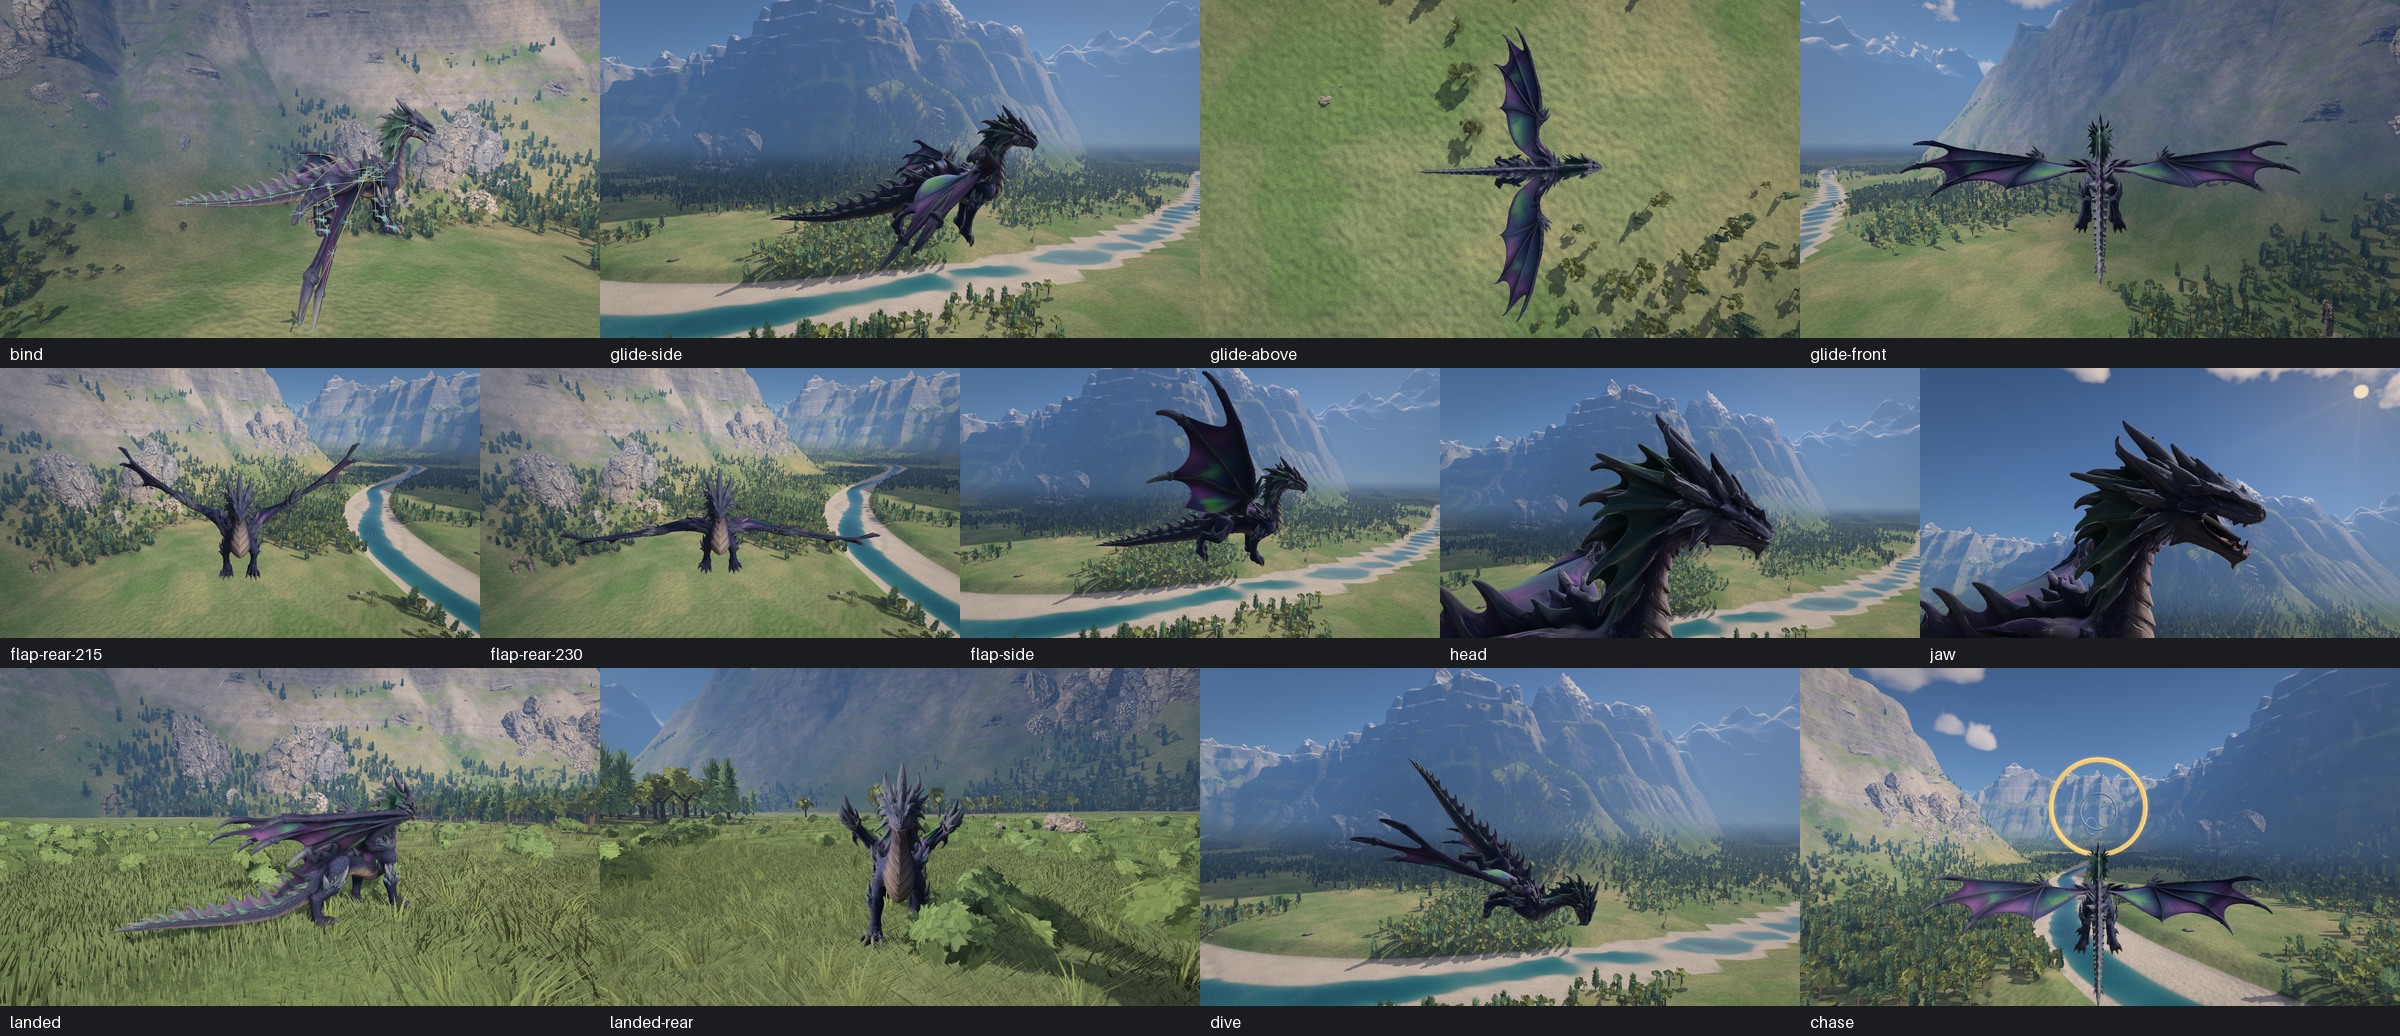 bind
glide-side
glide-above
glide-front
flap-rear-215
flap-rear-230
flap-side
head
jaw
landed
landed-rear
dive
chase